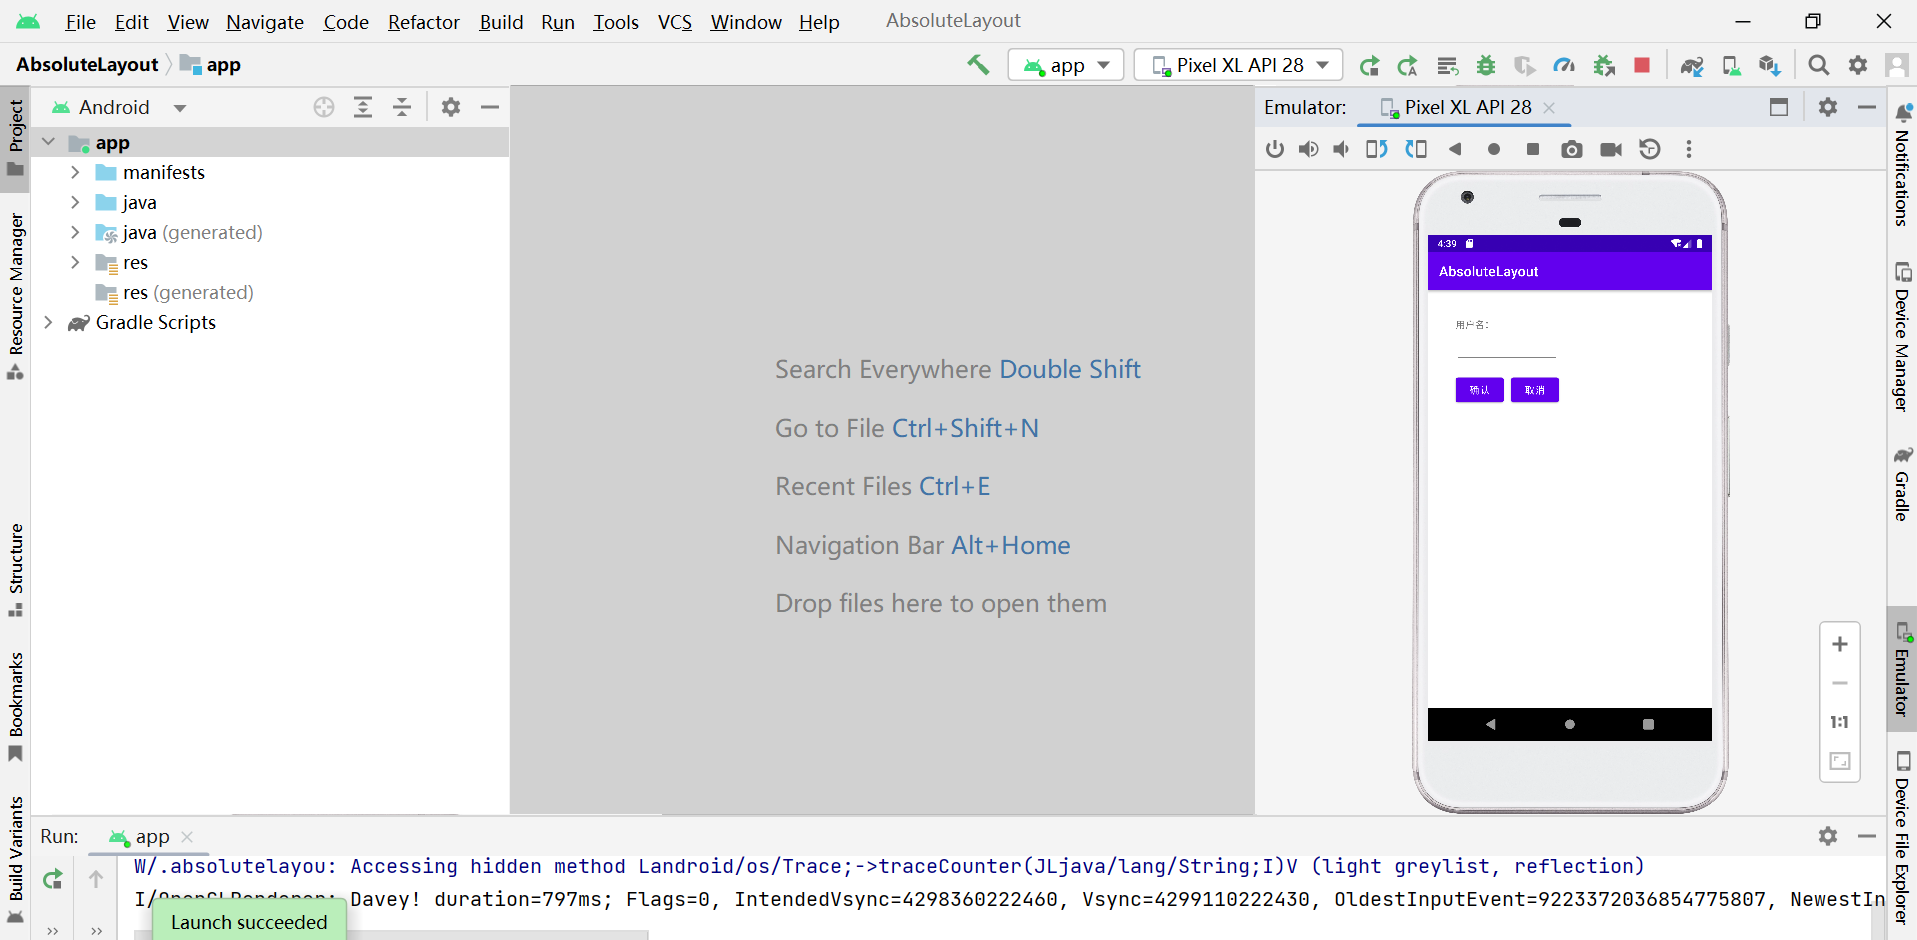 File Edit View Navigate Code Refactor Build Run Tools VCS Window Help AbsoluteLayout
AbsoluteLayout app
app Pixel XL API 28
Project
Resource Manager
Structure
Bookmarks
Build Variants
Android
app
manifests
java
java (generated)
res
res (generated)
Gradle Scripts
Search Everywhere Double Shift
Go to File Ctrl+Shift+N
Recent Files Ctrl+E
Navigation Bar Alt+Home
Drop files here to open them
Emulator: Pixel XL API 28
4:39
AbsoluteLayout
用户名:
确认 取消
1:1
Notifications
Device Manager
Gradle
Emulator
Device File Explorer
Run: app
W/.absolutelayou: Accessing hidden method Landroid/os/Trace;->traceCounter(JLjava/lang/String;I)V (light greylist, reflection)
I/OpenGLRenderer: Davey! duration=797ms; Flags=0, IntendedVsync=4298360222460, Vsync=4299110222430, OldestInputEvent=9223372036854775807, NewestIn
Launch succeeded